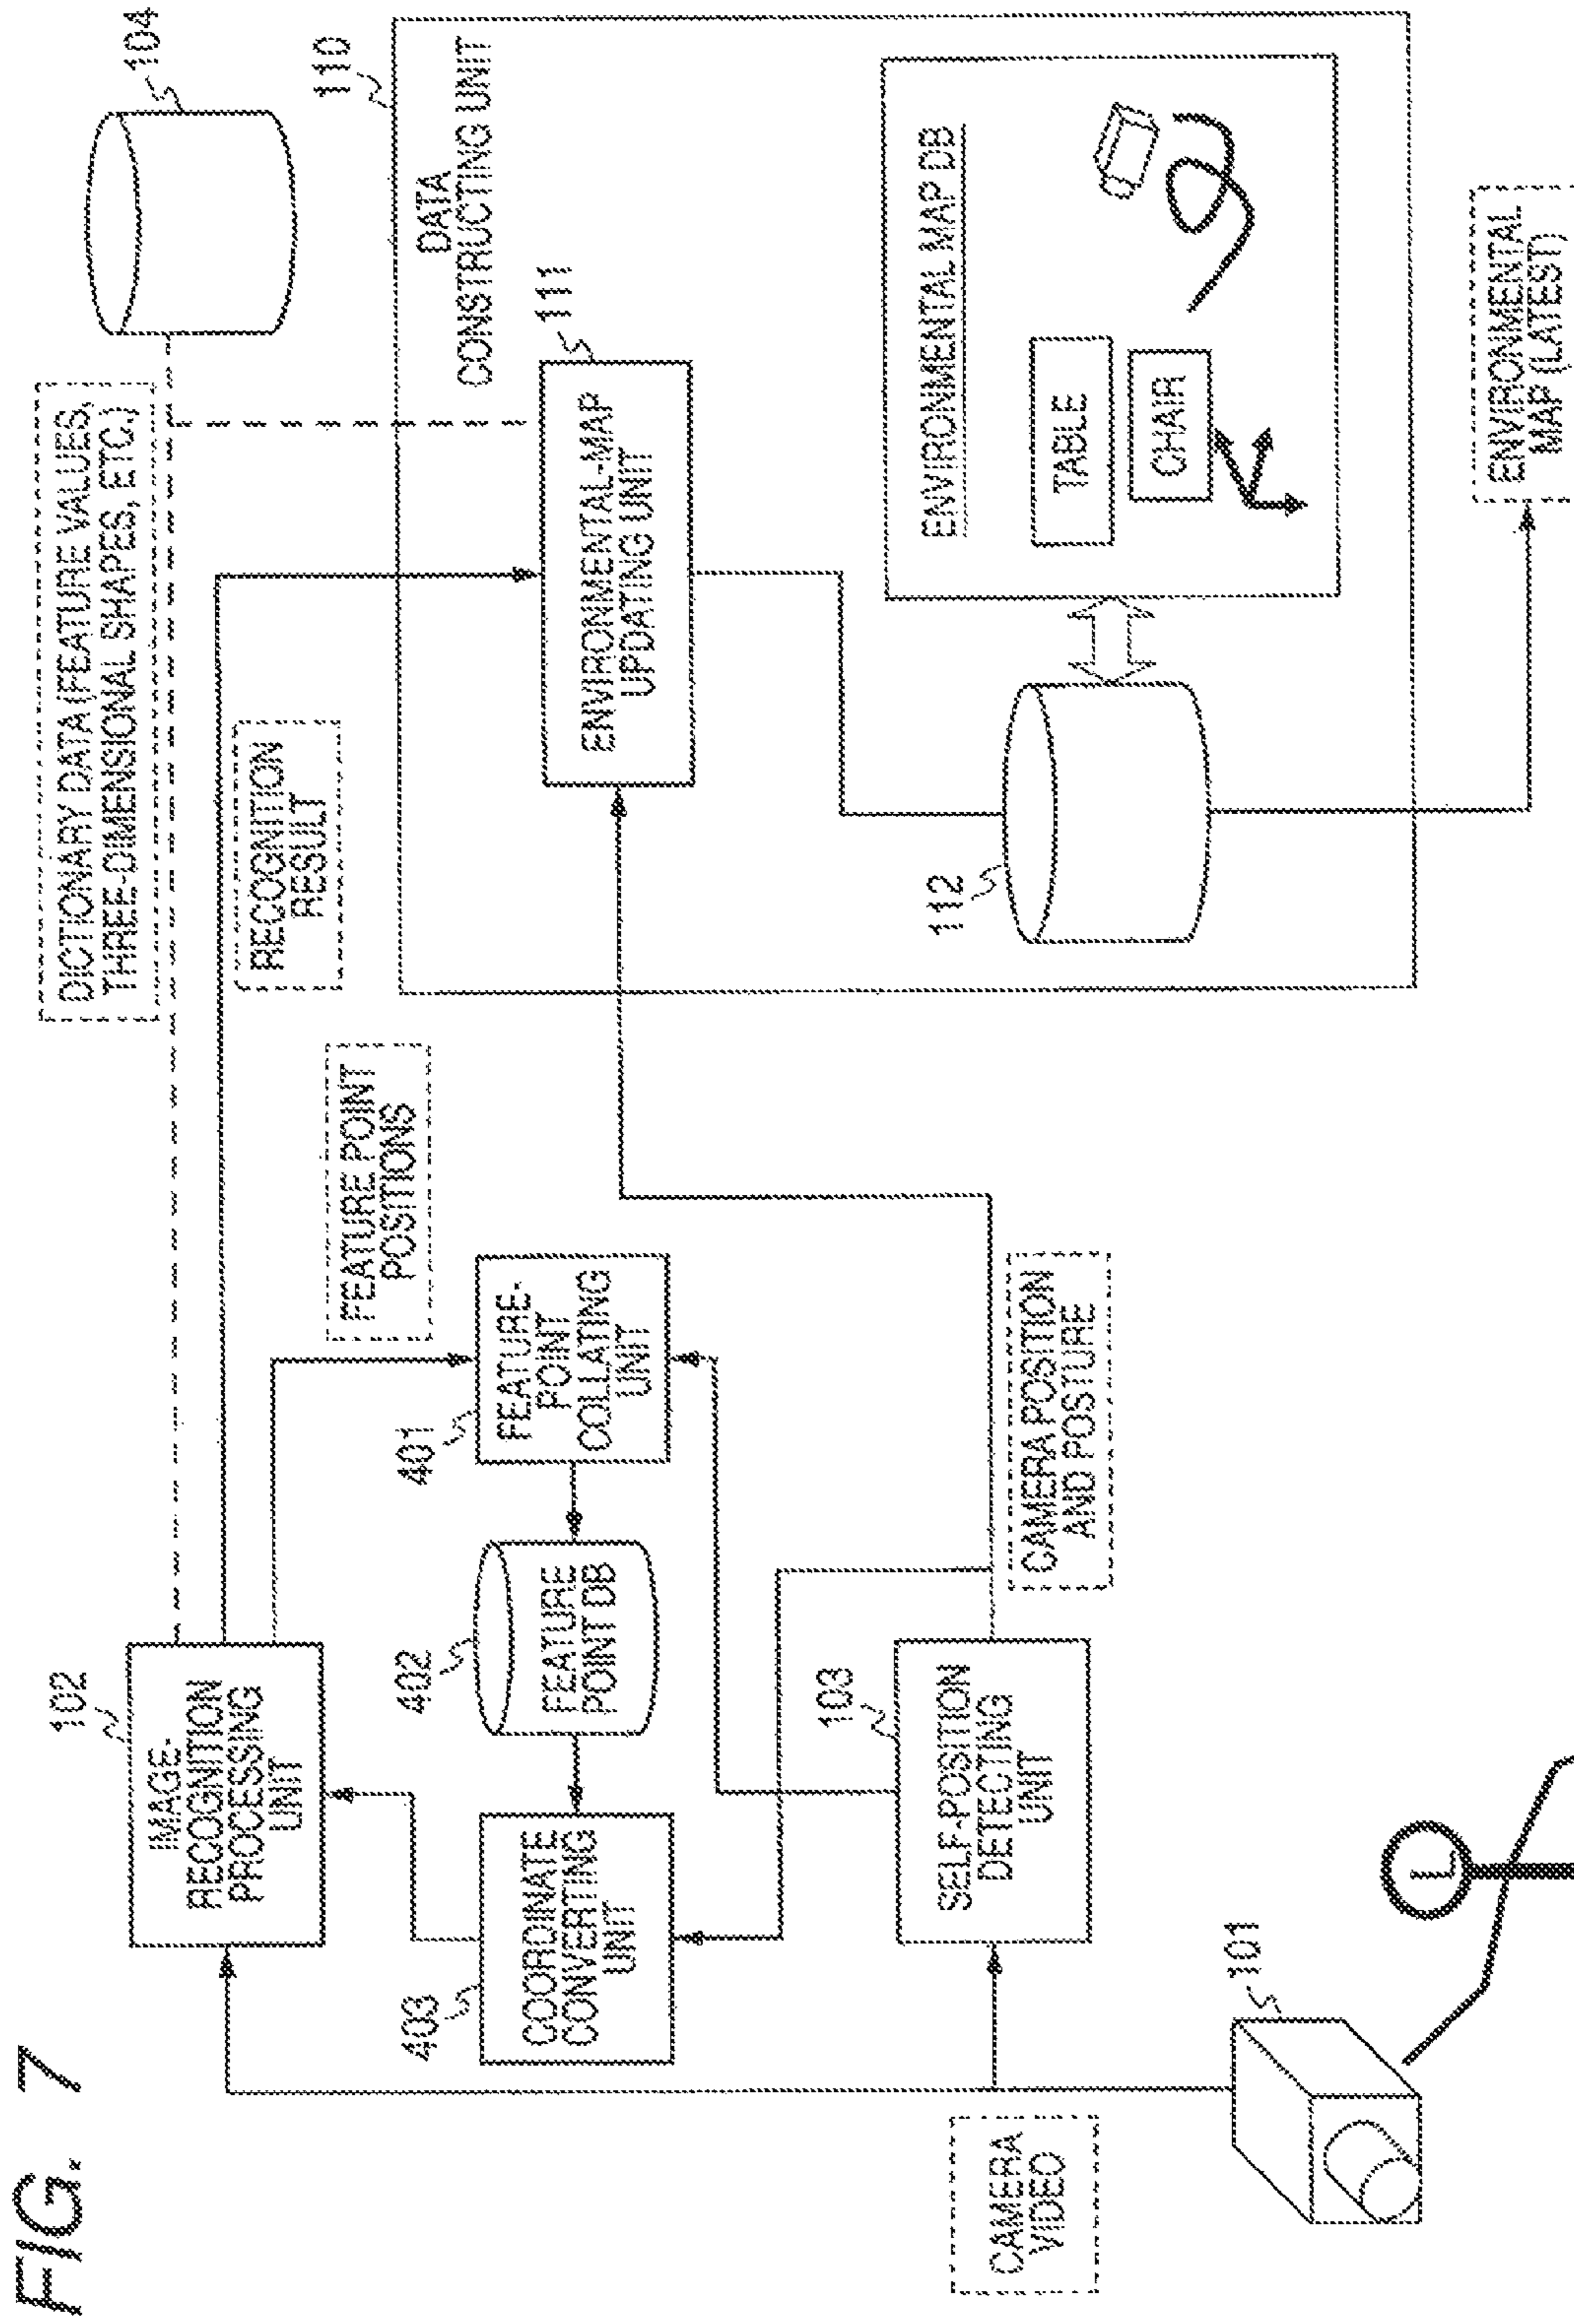 FIG. 7
104
DICTIONARY DATA (FEATURE VALUES,
THREE-DIMENSIONAL SHAPES, ETC.)
102
IMAGE-
RECOGNITION
PROCESSING
UNIT
RECOGNITION
RESULT
110
DATA
CONSTRUCTING UNIT
FEATURE POINT
POSITIONS
403
COORDINATE
CONVERTING
UNIT
402
FEATURE
POINT DB
401
FEATURE-
POINT
COLLATING
UNIT
111
ENVIRONMENTAL-MAP
UPDATING UNIT
103
SELF-POSITION
DETECTING
UNIT
CAMERA
VIDEO
CAMERA POSITION
AND POSTURE
112
ENVIRONMENTAL MAP DB
TABLE
CHAIR
101
L
ENVIRONMENTAL
MAP (LATEST)